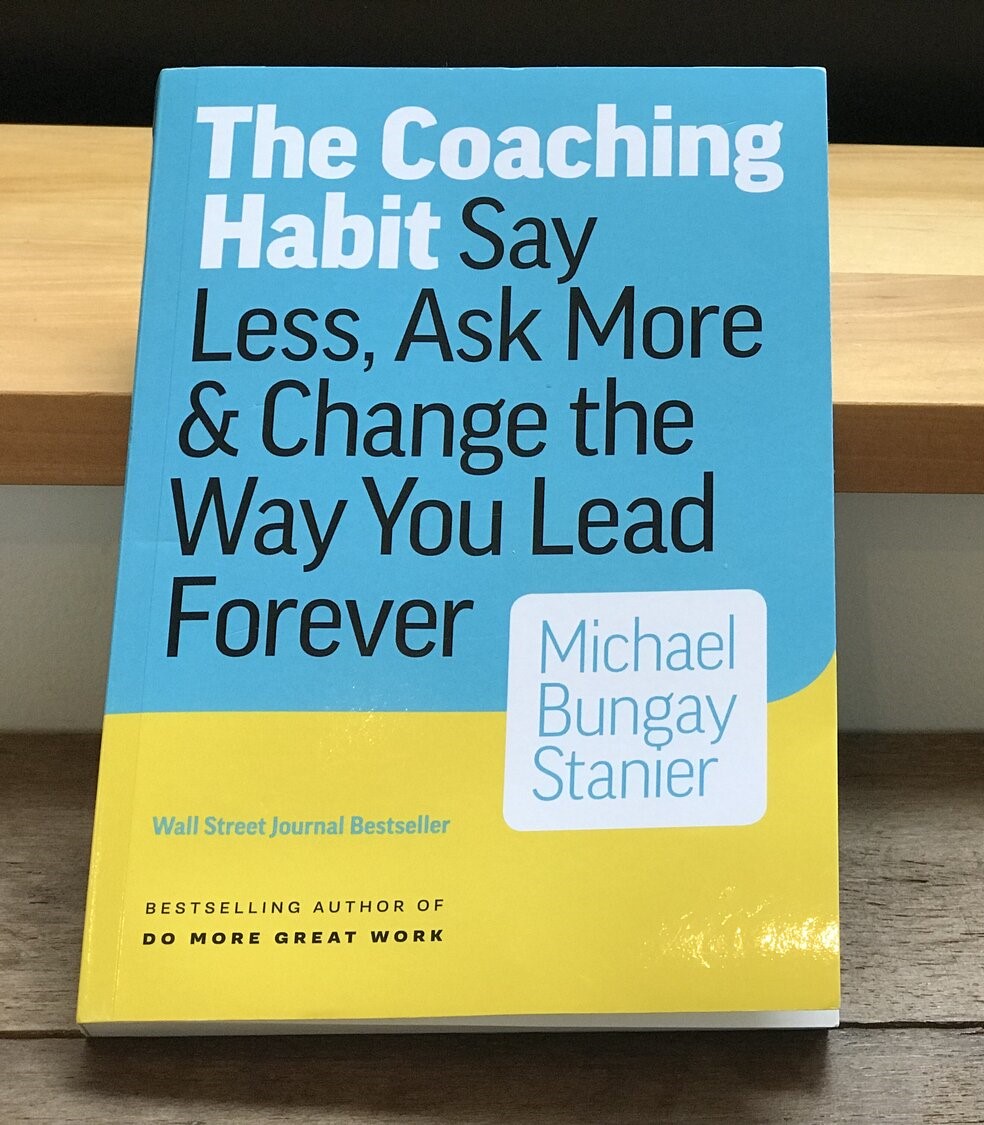 The Coaching
Habit Say
Less, Ask More
& Change the
Way You Lead
Forever
Michael
Bungay
Stanier
Wall Street Journal Bestseller
BESTSELLING AUTHOR OF
DO MORE GREAT WORK